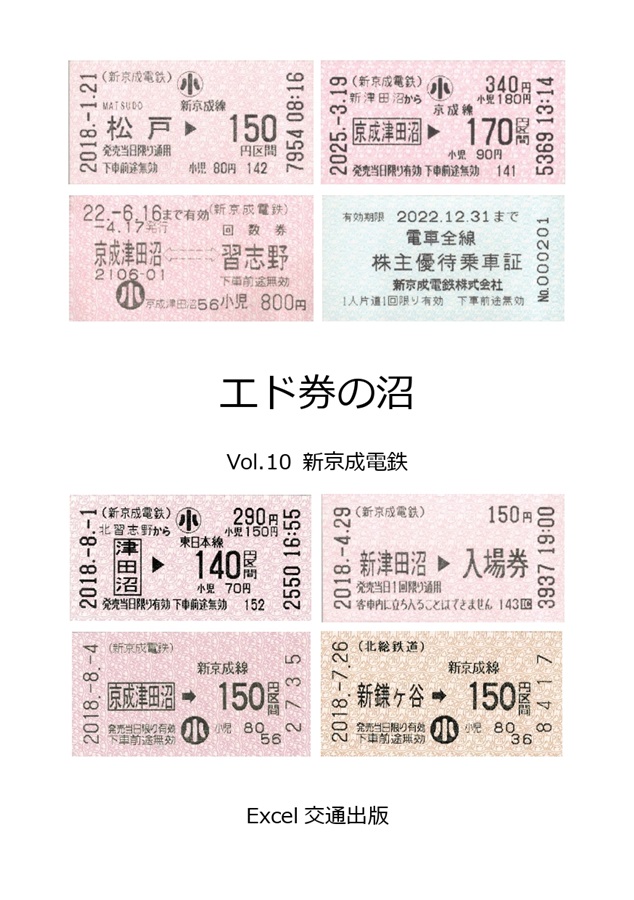 2018.-1.21
(新京成電鉄)
小
MATSUDO
新京成線
松戸▶150円区間
発売当日限り通用
小児 80円 142
下車前途無効
7954 08:16
2025.-3.19
(新京成電鉄)
小
340円
新津田沼から
小児180円
京成線
京成津田沼▶170円区間
小児 90円
発売当日限り有効 下車前途無効 141
5369 13:14
22.-6.16まで有効(新京成電鉄)
-4.17発行
回数券
京成津田沼
習志野
2106-01
下車前途無効
小 京成津田沼56小児 800円
有効期限 2022.12.31まで
電車全線
株主優待乗車証
新京成電鉄株式会社
1人片道1回限り有効 下車前途無効
No.000201
エド券の沼
Vol.10 新京成電鉄
2018.-8.-1
(新京成電鉄)
小
290円
北習志野から
小児150円
東日本線
津田沼▶140円区間
小児 70円
発売当日限り有効 下車前途無効 152
2550 16:55
2018.-4.29
(新京成電鉄)
150円
新津田沼▶入場券
発売当日1回限り通用
客車内に立ち入ることはできません 143
3937 19:00
2018.-8.-4
(新京成電鉄)
新京成線
京成津田沼➡150円区間
発売当日限り有効
下車前途無効
小
小児 80
56
2735
2018.-7.26
(北総鉄道)
新京成線
新鎌ヶ谷➡150円区間
発売当日限り有効
下車前途無効
小
小児 80
36
8417
Excel 交通出版